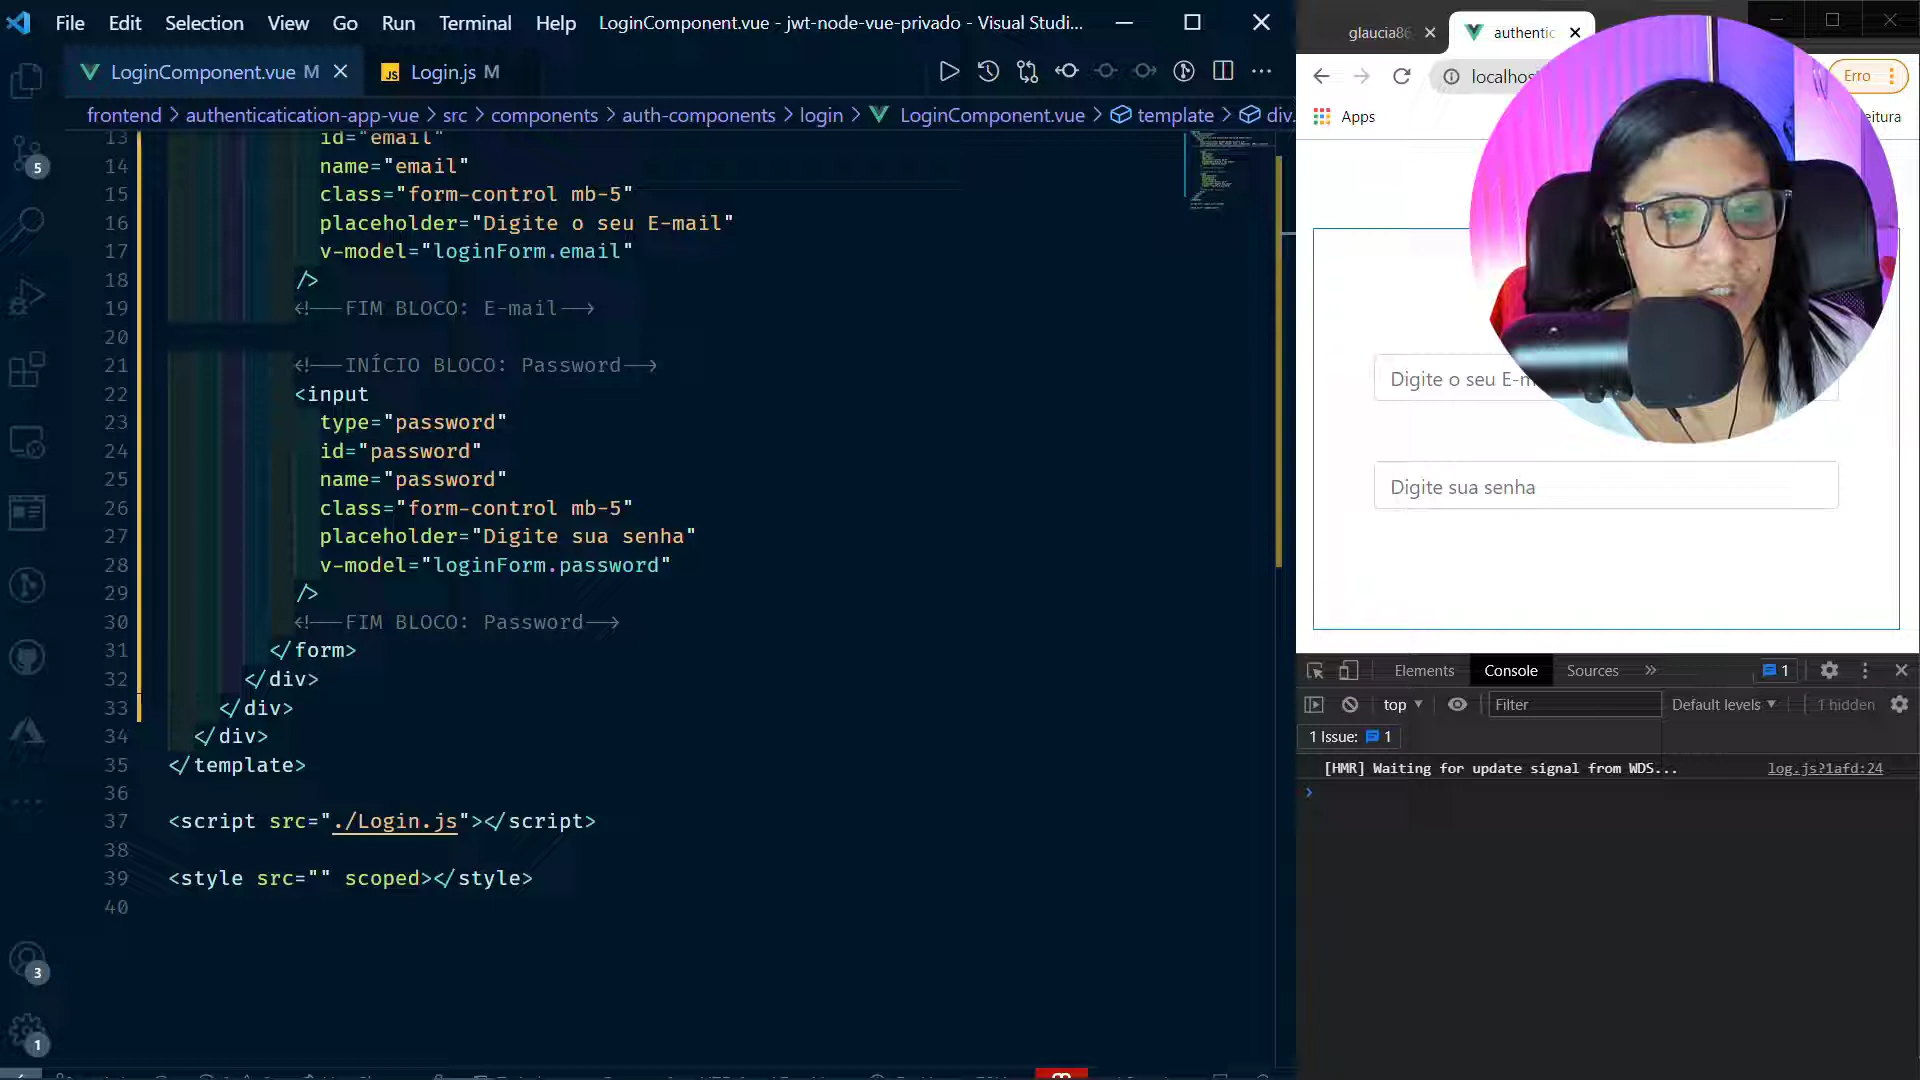 File Edit Selection View Go Run Terminal Help LoginComponent.vue - jwt-node-vue-privado - Visual Studi...
LoginComponent.vue M
Login.js M
frontend > authenticatication-app-vue > src > components > auth-components > login > LoginComponent.vue > template > div.
13 id="email"
14 name="email"
15 class="form-control mb-5"
16 placeholder="Digite o seu E-mail"
17 v-model="loginForm.email"
18 />
19 <!--FIM BLOCO: E-mail-->
20
21 <!--INÍCIO BLOCO: Password-->
22 <input
23 type="password"
24 id="password"
25 name="password"
26 class="form-control mb-5"
27 placeholder="Digite sua senha"
28 v-model="loginForm.password"
29 />
30 <!--FIM BLOCO: Password-->
31 </form>
32 </div>
33 </div>
34 </div>
35 </template>
36
37 <script src="./Login.js"></script>
38
39 <style src="" scoped></style>
40
5
3
1
glaucia86
authentic
localhos
Erro
Apps
eitura
Digite o seu E-m
Digite sua senha
Elements Console Sources 1
top Filter Default levels 1 hidden
1 Issue: 1
[HMR] Waiting for update signal from WDS... log.js?1afd:24